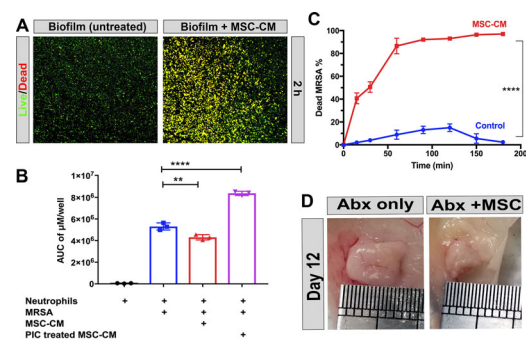 A
Biofilm (untreated)
Biofilm + MSC-CM
Live/Dead
2 h
B
AUC of µM/well
1×10⁷
8×10⁶
6×10⁶
4×10⁶
2×10⁶
0
****
**
Neutrophils + + + +
MRSA + + +
MSC-CM +
PIC treated MSC-CM +
C
Dead MRSA %
100
80
60
40
20
0
0 50 100 150 200
Time (min)
MSC-CM
Control
****
D
Abx only
Abx +MSC
Day 12